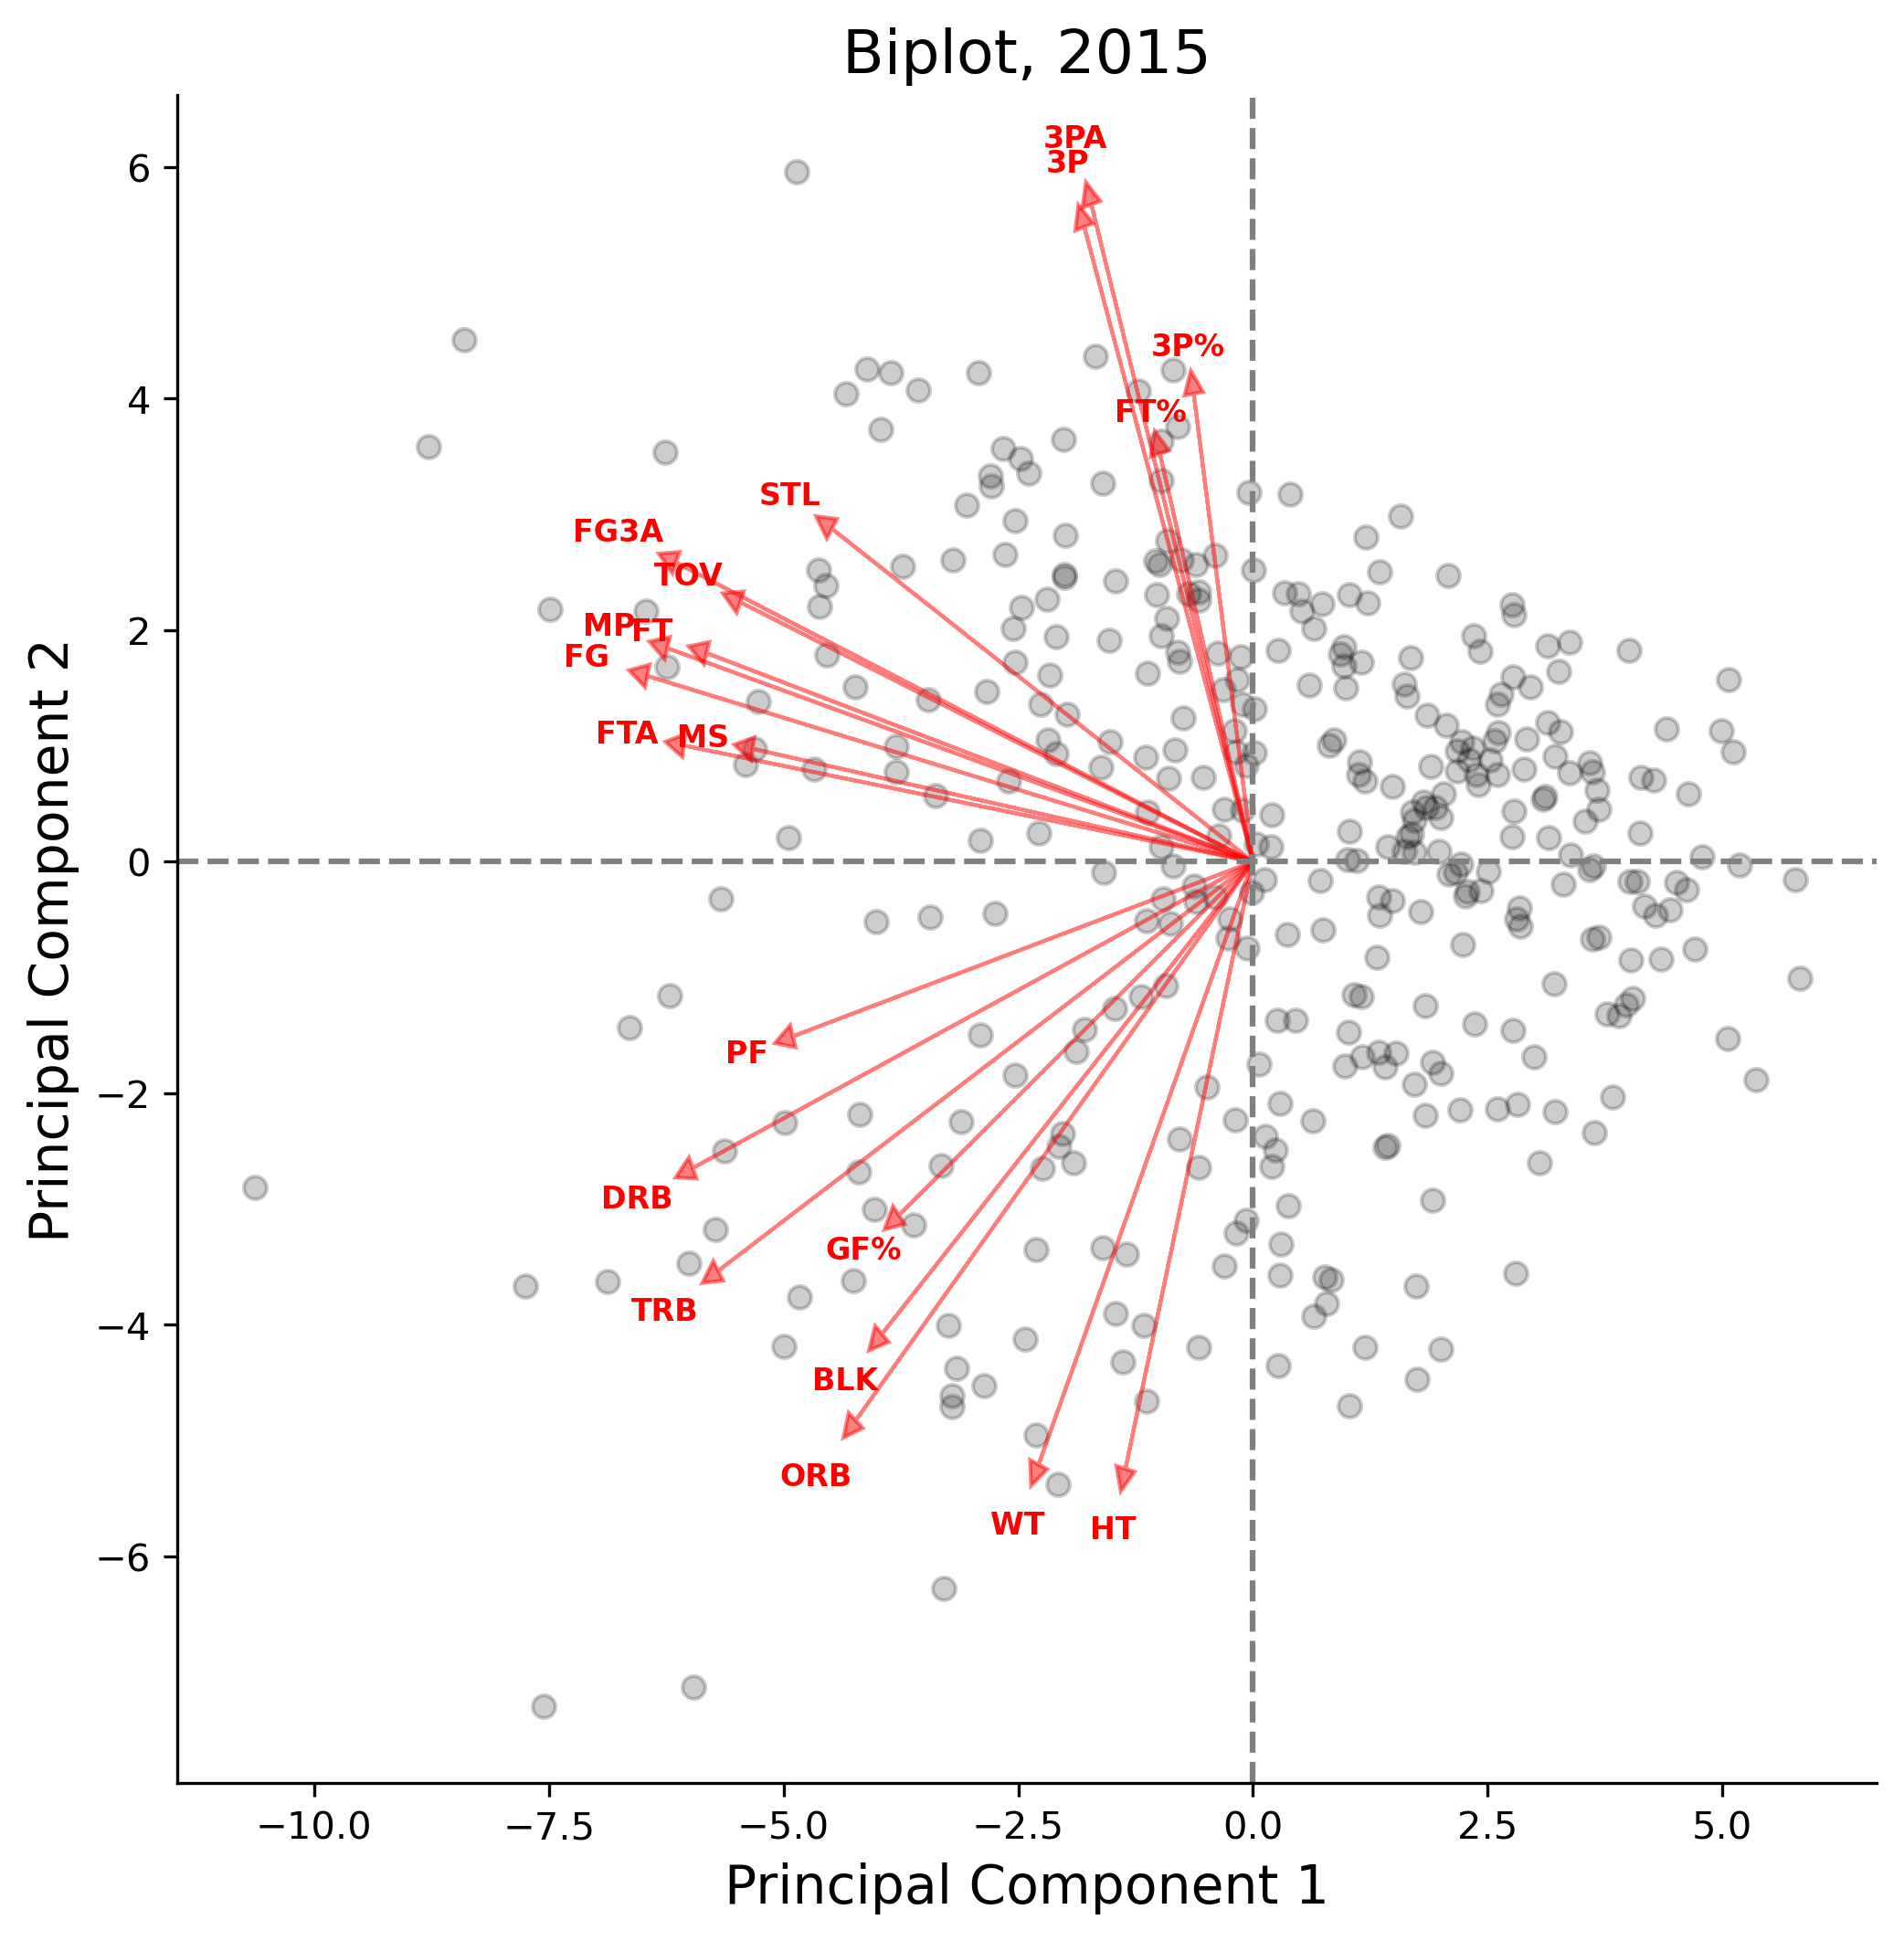 Biplot, 2015
3PA
3P
3P%
FT%
STL
FG3A
TOV
MP
FT
FG
FTA
MS
PF
DRB
GF%
TRB
BLK
ORB
WT
HT
6
4
2
0
−2
−4
−6
Principal Component 2
−10.0 −7.5 −5.0 −2.5 0.0 2.5 5.0
Principal Component 1